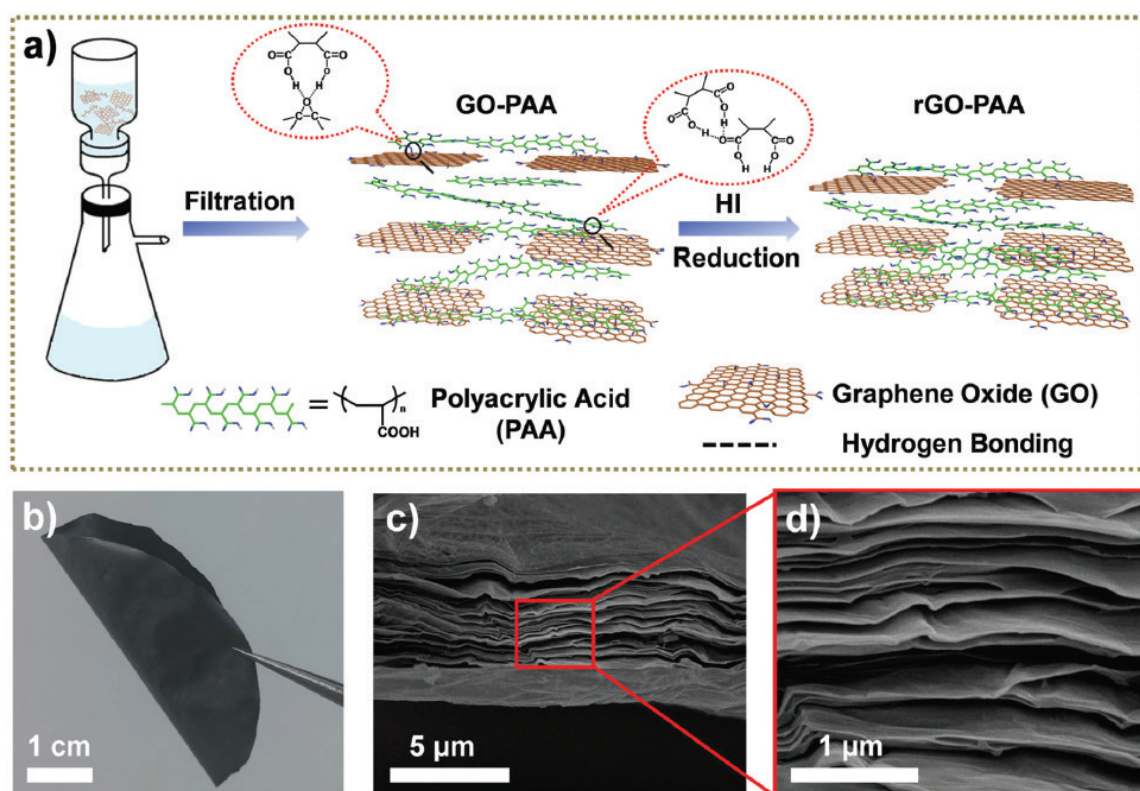 a)
O=C C=O
O O
H H
O
C C
GO-PAA
C=O
O
O=C O
O H
H O=C C=O
O O
H H
rGO-PAA
Filtration
HI
Reduction
= ( )n
COOH
Polyacrylic Acid
(PAA)
Graphene Oxide (GO)
Hydrogen Bonding
b)
1 cm
c)
5 μm
d)
1 μm